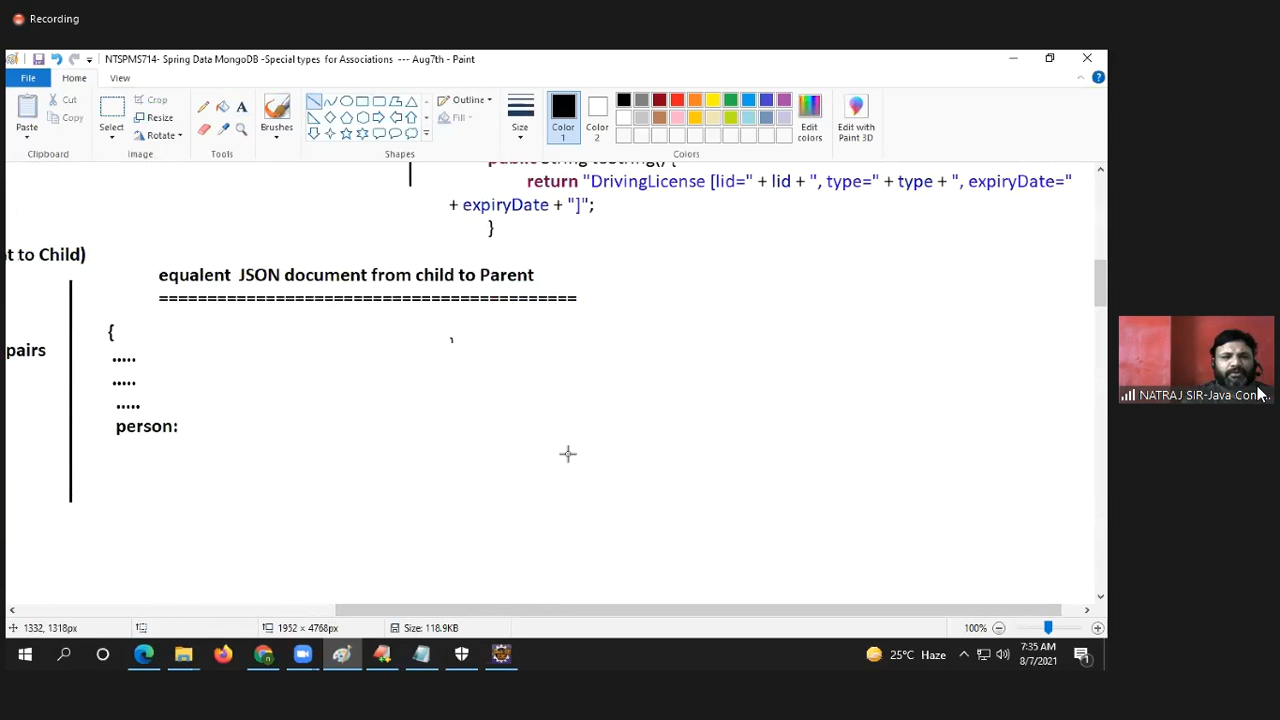 Recording
NTSPMS714- Spring Data MongoDB -Special types for Associations --- Aug7th - Paint
File Home View
Paste Cut Copy Clipboard
Select Crop Resize Rotate Image
Tools
Brushes
Outline Fill Shapes
Size
Color 1
Color 2
Edit colors
Colors
Edit with Paint 3D
public String toString() {
return "DrivingLicense [lid=" + lid + ", type=" + type + ", expiryDate="
+ expiryDate + "]";
}
t to Child)
equalent JSON document from child to Parent
===========================================
{
pairs
.....
.....
.....
person:
NATRAJ SIR-Java Con...
1332, 1318px 1952 × 4768px Size: 118.9KB 100%
25°C Haze 7:35 AM
8/7/2021
1